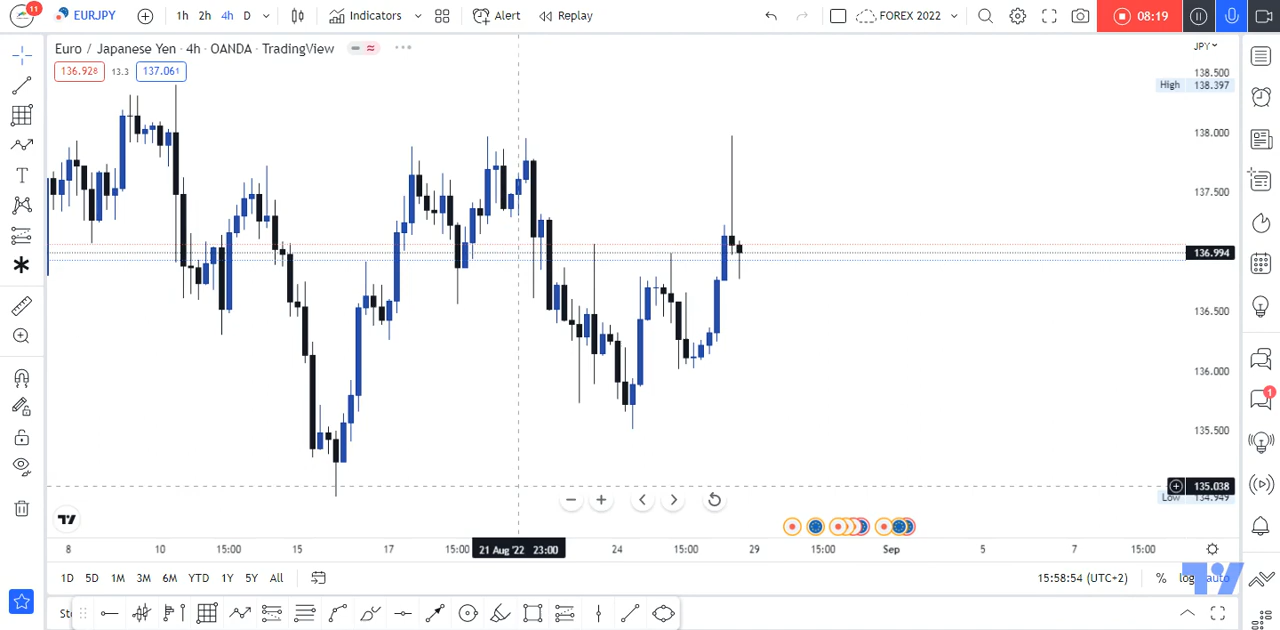 11 EURJPY 1h 2h 4h D Indicators Alert Replay FOREX 2022 08:19
Euro / Japanese Yen · 4h · OANDA · TradingView
JPY
136.928 13.3 137.061
138.500
High 138.397
138.000
137.500
136.994
136.500
136.000
135.500
135.038
Low 134.949
8 10 15:00 15 17 15:00 21 Aug '22 23:00 24 15:00 29 15:00 Sep 5 7 15:00
1D 5D 1M 3M 6M YTD 1Y 5Y All 15:58:54 (UTC+2) % log auto
1
T